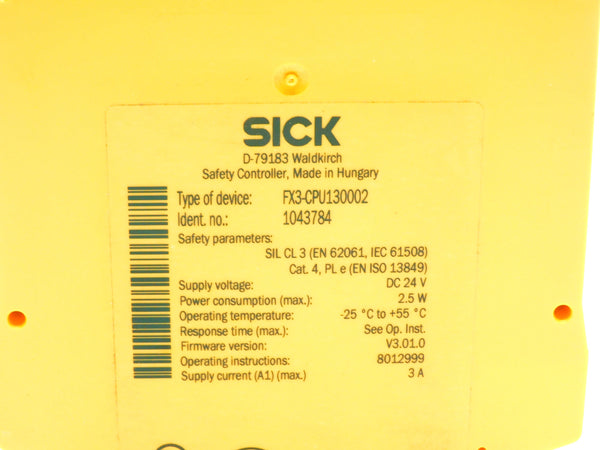 SICK
D-79183 Waldkirch
Safety Controller, Made in Hungary
Type of device: FX3-CPU130002
Ident. no.: 1043784
Safety parameters:
SIL CL 3 (EN 62061, IEC 61508)
Cat. 4, PL e (EN ISO 13849)
Supply voltage: DC 24 V
Power consumption (max.): 2.5 W
Operating temperature: -25 °C to +55 °C
Response time (max.): See Op. Inst.
Firmware version: V3.01.0
Operating instructions: 8012999
Supply current (A1) (max.) 3 A